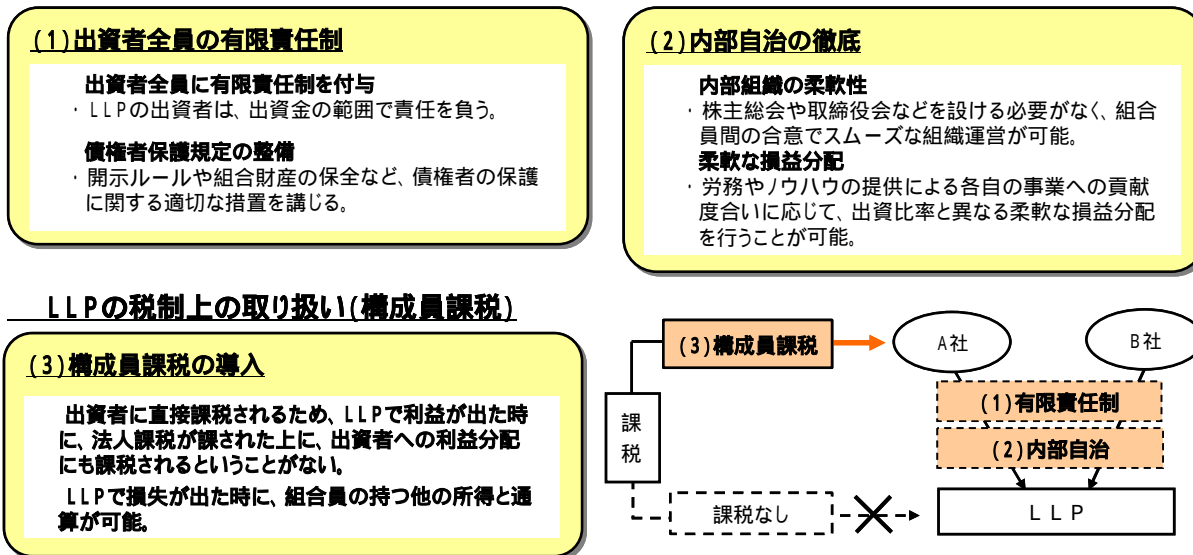 (1)出資者全員の有限責任制
出資者全員に有限責任制を付与
・LLPの出資者は、出資金の範囲で責任を負う。
債権者保護規定の整備
・開示ルールや組合財産の保全など、債権者の保護
に関する適切な措置を講じる。
(2)内部自治の徹底
内部組織の柔軟性
・株主総会や取締役会などを設ける必要がなく、組合
員間の合意でスムーズな組織運営が可能。
柔軟な損益分配
・労務やノウハウの提供による各自の事業への貢献
度合いに応じて、出資比率と異なる柔軟な損益分配
を行うことが可能。
LLPの税制上の取り扱い(構成員課税)
(3)構成員課税の導入
出資者に直接課税されるため、LLPで利益が出た時
に、法人課税が課された上に、出資者への利益分配
にも課税されるということがない。
LLPで損失が出た時に、組合員の持つ他の所得と通
算が可能。
(3)構成員課税
A社
B社
(1)有限責任制
(2)内部自治
課税
課税なし
LLP